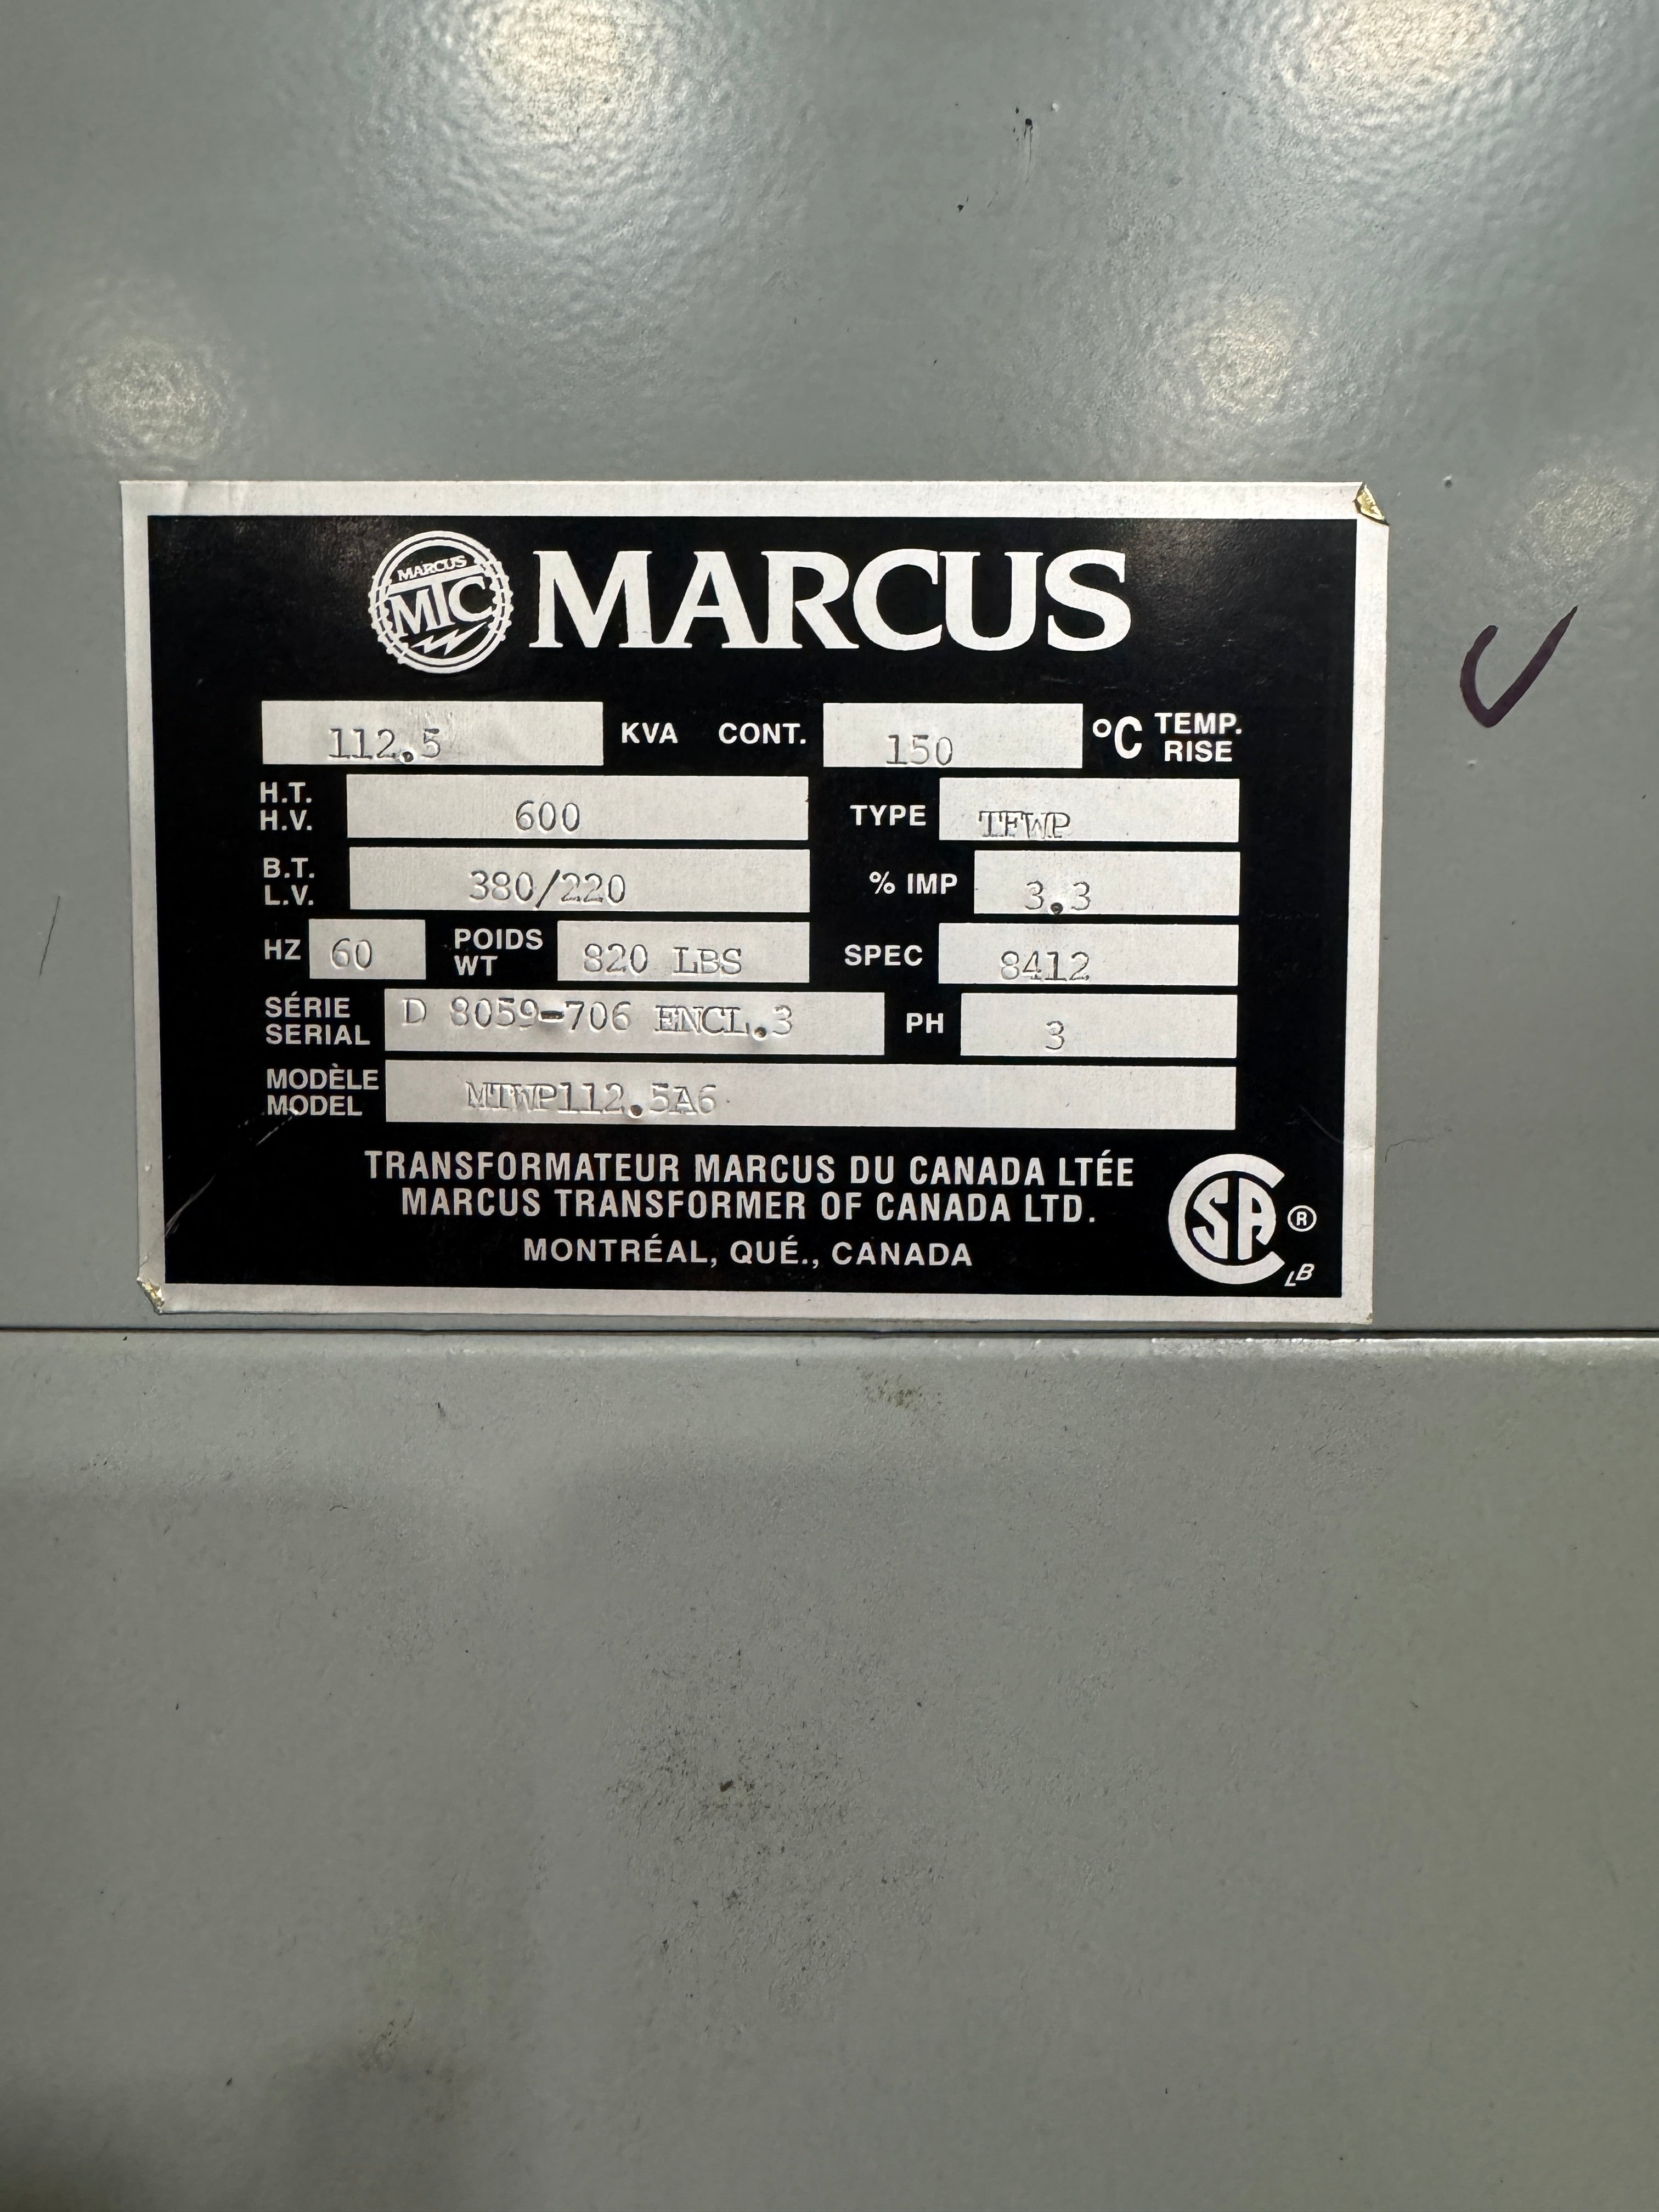 MARCUS
MTC
MARCUS
112.5 KVA CONT. 150 °C TEMP. RISE
H.T.
H.V. 600 TYPE TFWP
B.T.
L.V. 380/220 % IMP 3.3
HZ 60 POIDS
WT 820 LBS SPEC 8412
SÉRIE
SERIAL D 8059-706 ENCL.3 PH 3
MODÈLE
MODEL MTWP112.5A6
TRANSFORMATEUR MARCUS DU CANADA LTÉE
MARCUS TRANSFORMER OF CANADA LTD.
MONTRÉAL, QUÉ., CANADA
CSA ®
LB